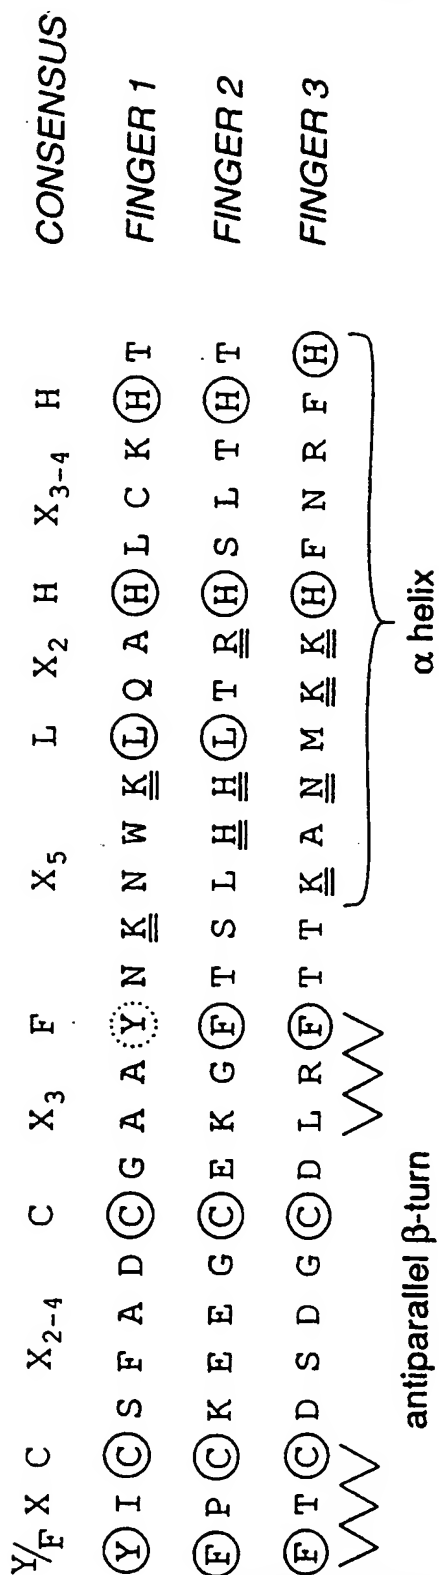 Y/F X C X2-4 C X3 F X5 L X2 H X3-4 H CONSENSUS
Y I C S F A D C G A A Y N K N W K L Q A H L C K H T FINGER 1
F P C K E E G C E K G F T S L H H L T R H S L T H T FINGER 2
F T C D S D G C D L R F T T K A N M K K H F N R F H FINGER 3
antiparallel β-turn α helix